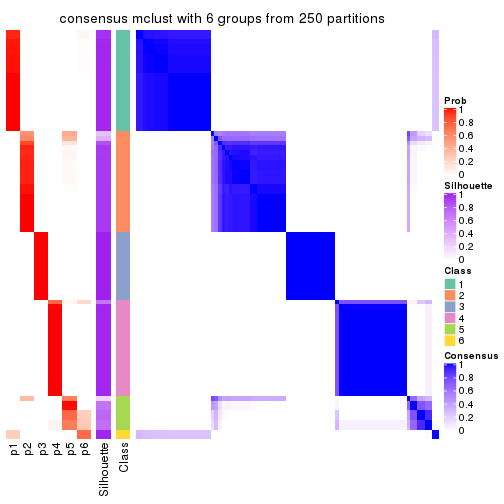 consensus mclust with 6 groups from 250 partitions
Prob
1
0.8
0.6
0.4
0.2
0
Silhouette
1
0.8
0.6
0.4
0.2
0
Class
1
2
3
4
5
6
Consensus
1
0.8
0.6
0.4
0.2
0
p1
p2
p3
p4
p5
p6
Silhouette
Class